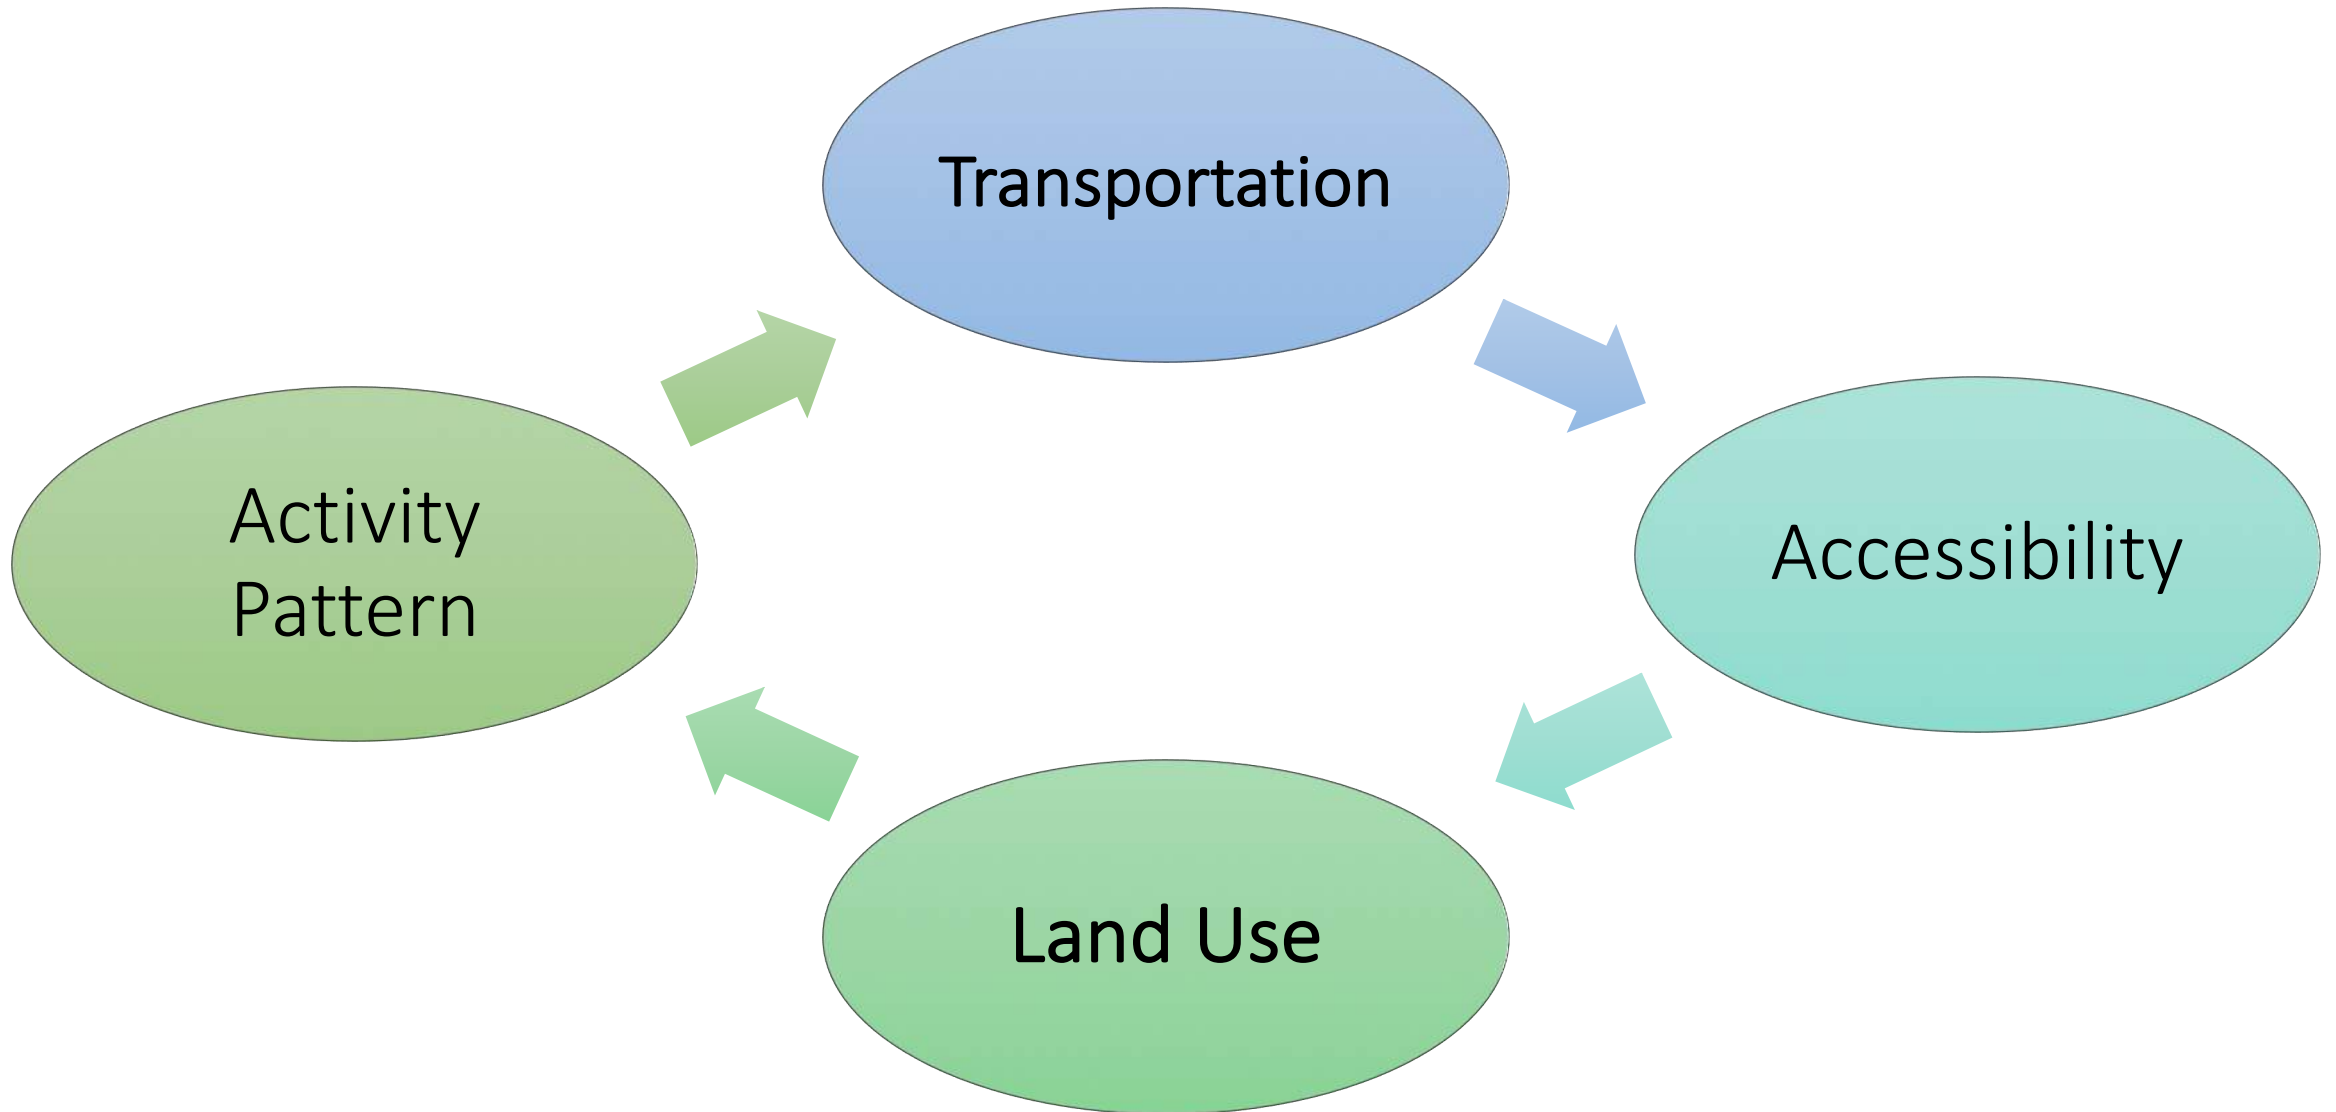 Transportation
Accessibility
Land Use
Activity
Pattern